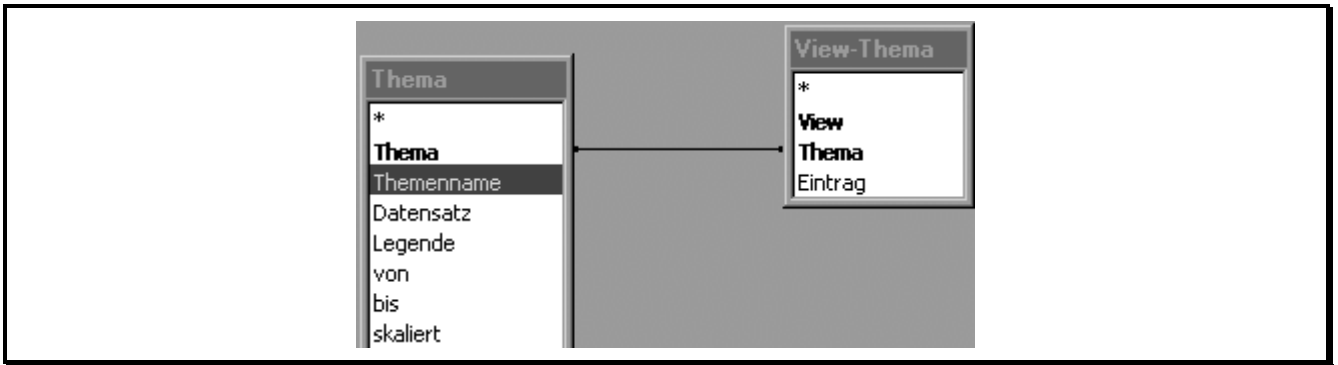 Thema
*
Thema
Themenname
Datensatz
Legende
von
bis
skaliert
View-Thema
*
View
Thema
Eintrag